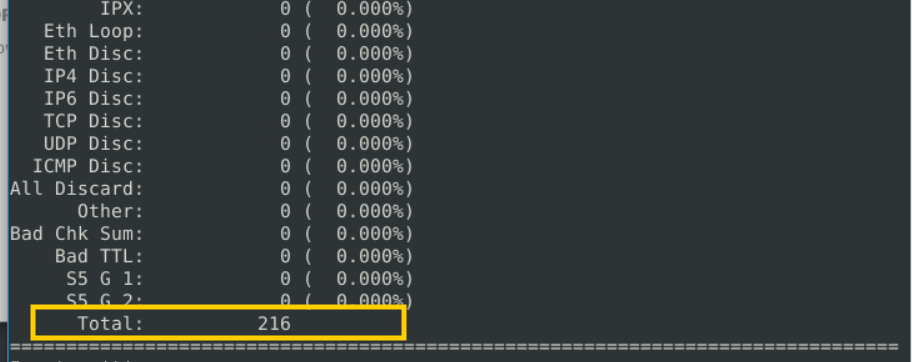 IPX:            0 (  0.000%)
Eth Loop:            0 (  0.000%)
Eth Disc:            0 (  0.000%)
IP4 Disc:            0 (  0.000%)
IP6 Disc:            0 (  0.000%)
TCP Disc:            0 (  0.000%)
UDP Disc:            0 (  0.000%)
ICMP Disc:            0 (  0.000%)
All Discard:            0 (  0.000%)
Other:            0 (  0.000%)
Bad Chk Sum:            0 (  0.000%)
Bad TTL:            0 (  0.000%)
S5 G 1:            0 (  0.000%)
S5 G 2:            0 (  0.000%)
Total:          216
===============================================================================